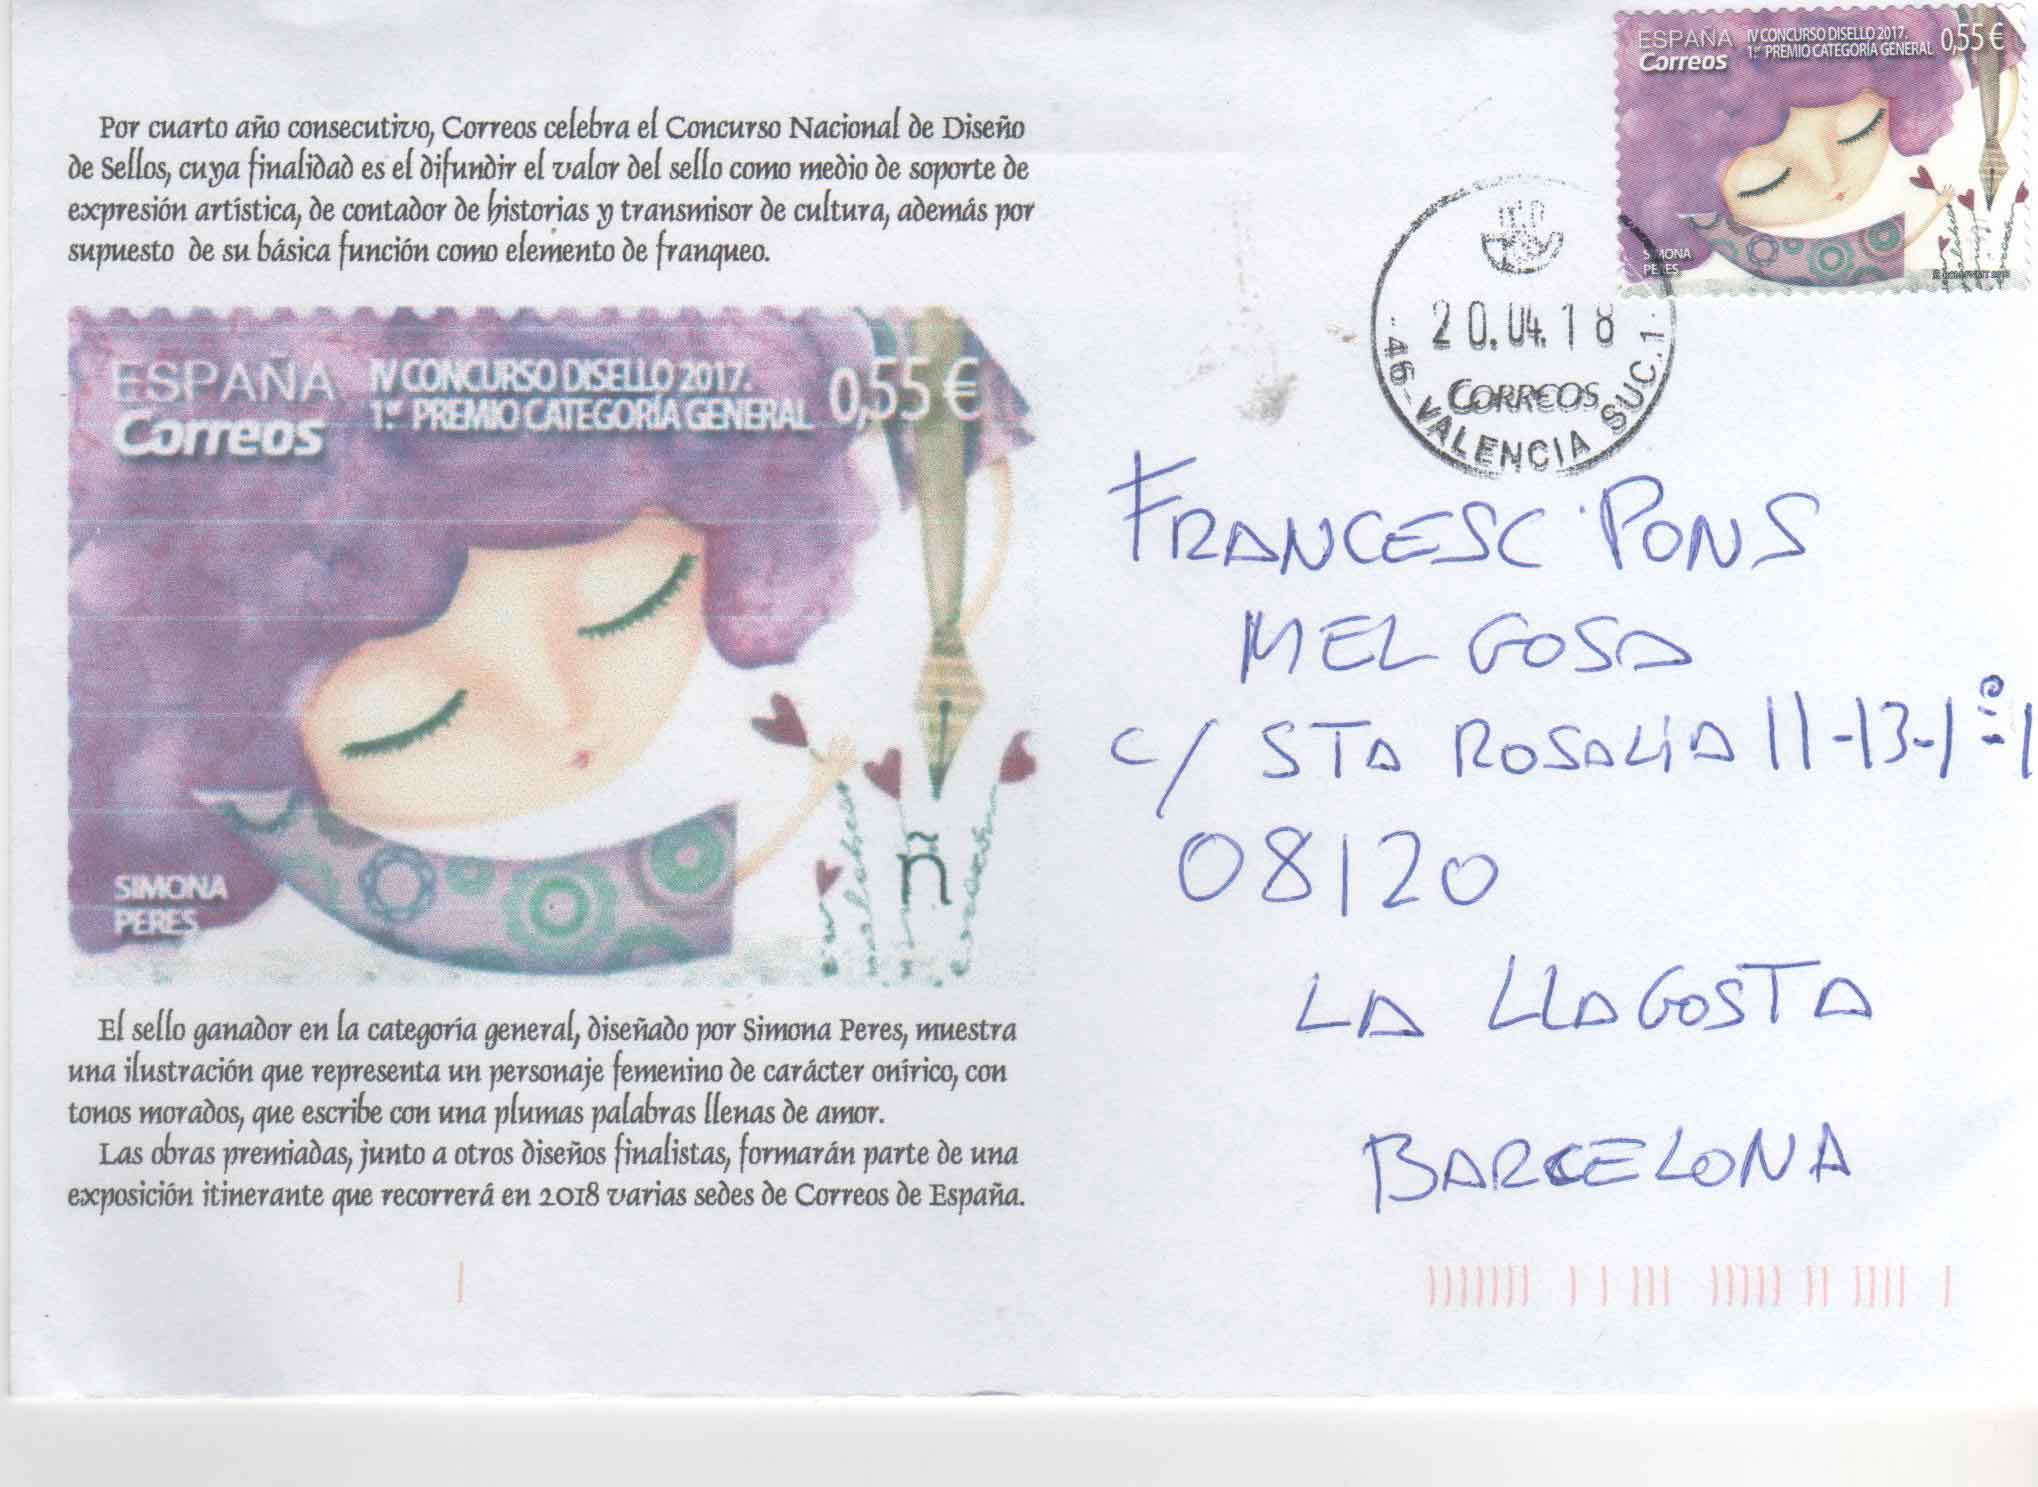 Por cuarto año consecutivo, Correos celebra el Concurso Nacional de Diseño
de Sellos, cuya finalidad es el difundir el valor del sello como medio de soporte de
expresión artística, de contador de historias y transmisor de cultura, además por
supuesto de su básica función como elemento de franqueo.
ESPAÑA
Correos
IV CONCURSO DISELLO 2017.
1.er PREMIO CATEGORÍA GENERAL
0,55 €
SIMONA
PERES
ñ
El sello ganador en la categoría general, diseñado por Simona Peres, muestra
una ilustración que representa un personaje femenino de carácter onírico, con
tonos morados, que escribe con una plumas palabras llenas de amor.
Las obras premiadas, junto a otros diseños finalistas, formarán parte de una
exposición itinerante que recorrerá en 2018 varias sedes de Correos de España.
ESPAÑA
Correos
IV CONCURSO DISELLO 2017.
1.er PREMIO CATEGORÍA GENERAL
0,55 €
SIMONA
PERES
20.04.18
CORREOS
-46-VALENCIA SUC.1-
FRANCESC PONS
MELGOSA
C/ STA ROSALIA 11-13-1º-1
08120
LA LLAGOSTA
BARCELONA